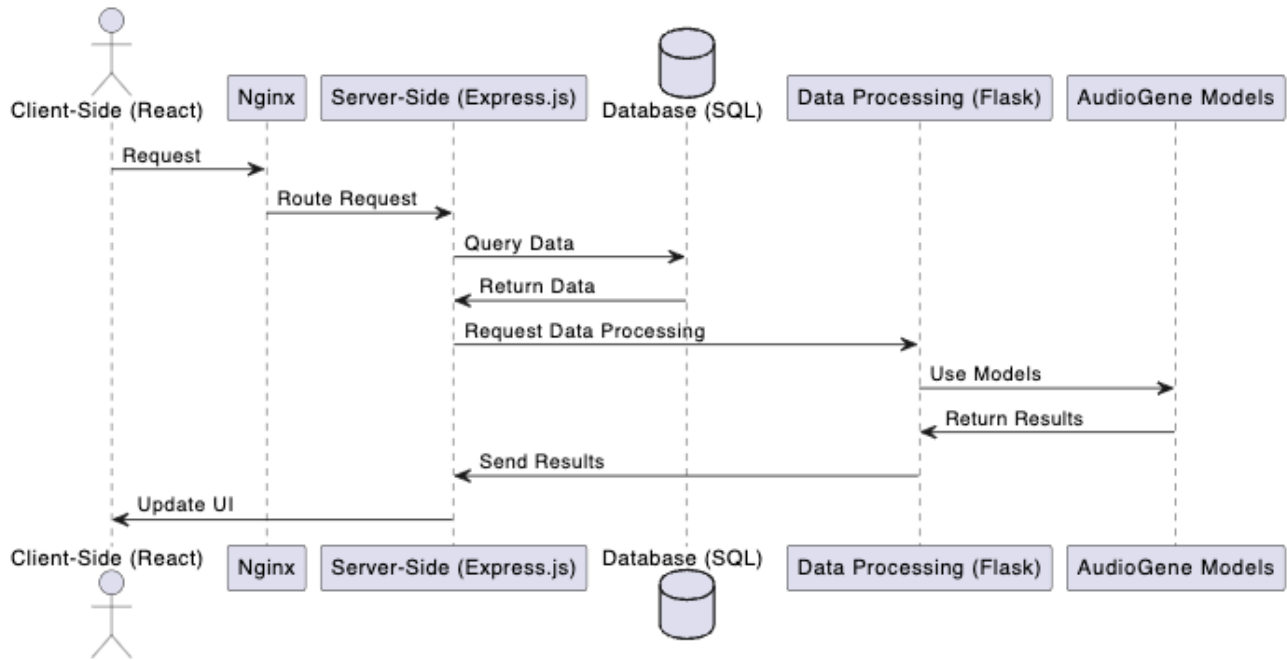 Client-Side (React)
Nginx
Server-Side (Express.js)
Database (SQL)
Data Processing (Flask)
AudioGene Models
Request
Route Request
Query Data
Return Data
Request Data Processing
Use Models
Return Results
Send Results
Update UI
Client-Side (React)
Nginx
Server-Side (Express.js)
Database (SQL)
Data Processing (Flask)
AudioGene Models